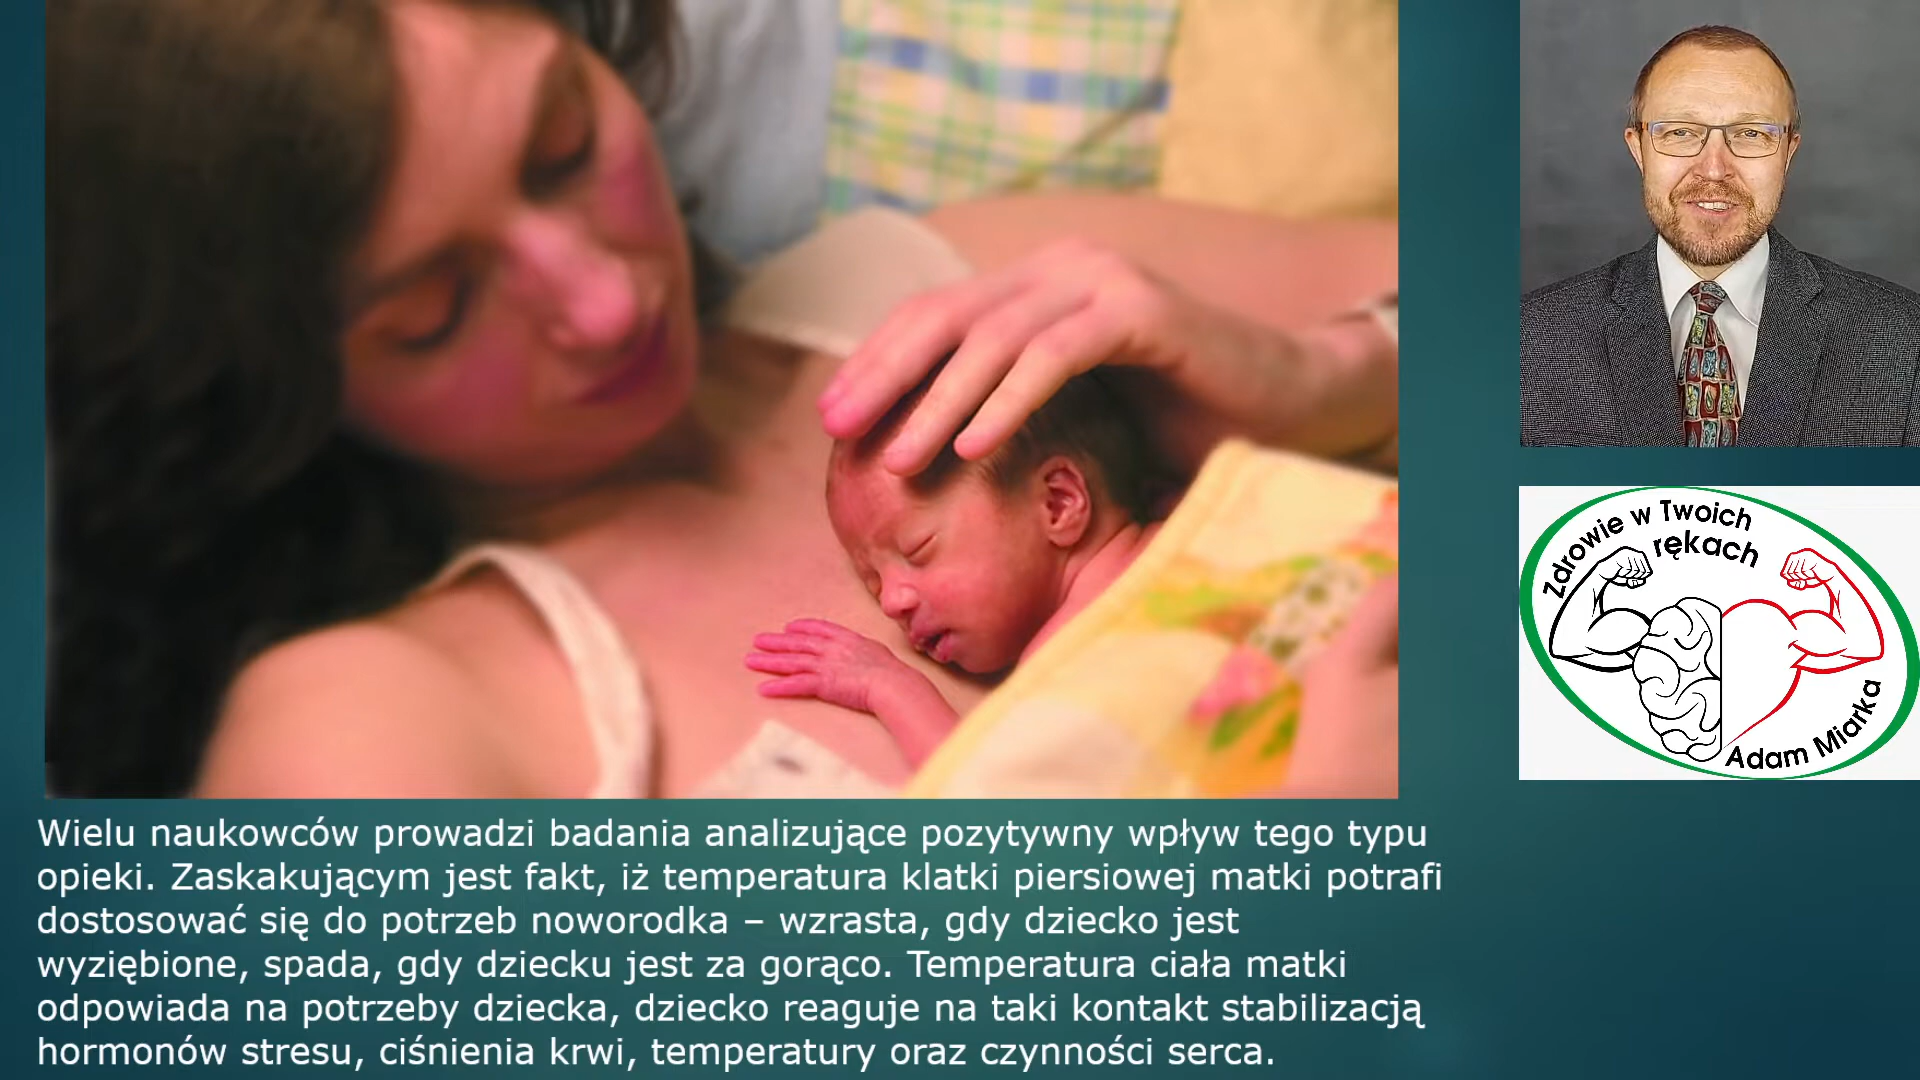 Zdrowie w Twoich
rękach
Adam Miarka
Wielu naukowców prowadzi badania analizujące pozytywny wpływ tego typu
opieki. Zaskakującym jest fakt, iż temperatura klatki piersiowej matki potrafi
dostosować się do potrzeb noworodka – wzrasta, gdy dziecko jest
wyziębione, spada, gdy dziecku jest za gorąco. Temperatura ciała matki
odpowiada na potrzeby dziecka, dziecko reaguje na taki kontakt stabilizacją
hormonów stresu, ciśnienia krwi, temperatury oraz czynności serca.